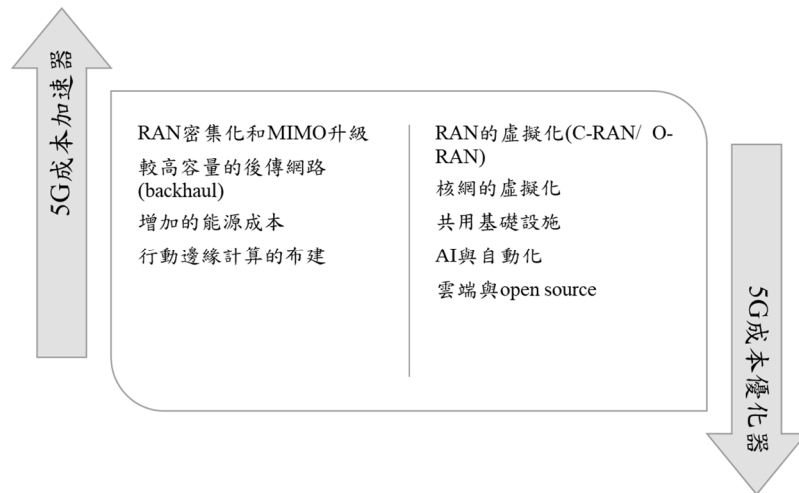 5G成本加速器
RAN密集化和MIMO升級
較高容量的後傳網路
(backhaul)
增加的能源成本
行動邊緣計算的布建
RAN的虛擬化(C-RAN/ O-
RAN)
核網的虛擬化
共用基礎設施
AI與自動化
雲端與open source
5G成本優化器